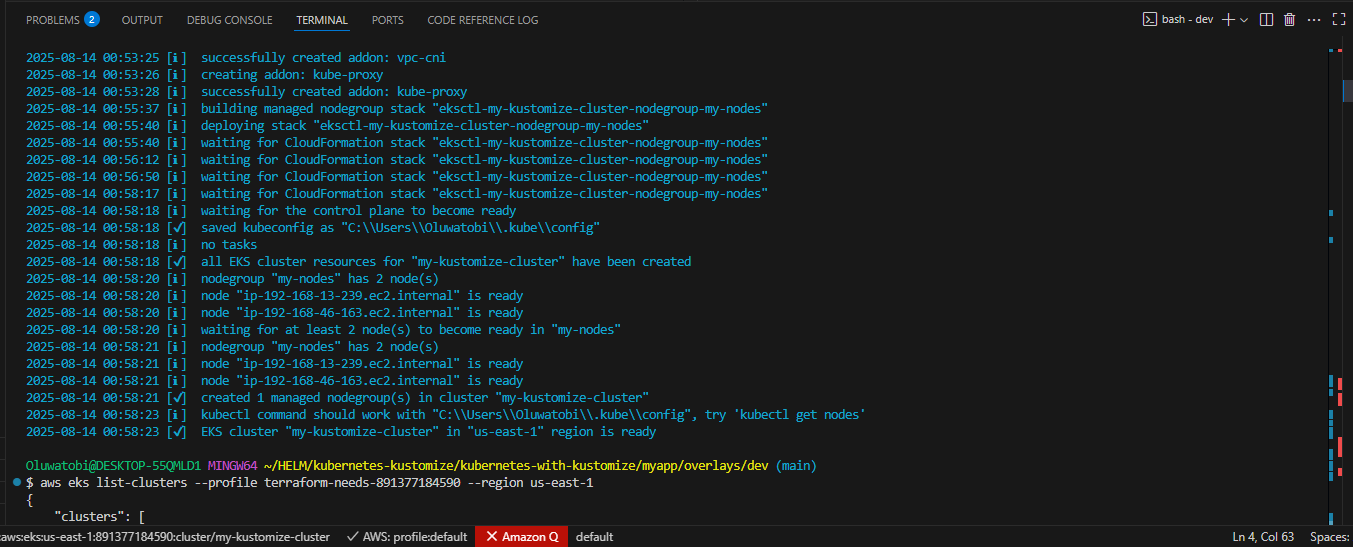 PROBLEMS 2 OUTPUT DEBUG CONSOLE TERMINAL PORTS CODE REFERENCE LOG bash - dev
2025-08-14 00:53:25 [ℹ]  successfully created addon: vpc-cni
2025-08-14 00:53:26 [ℹ]  creating addon: kube-proxy
2025-08-14 00:53:28 [ℹ]  successfully created addon: kube-proxy
2025-08-14 00:55:37 [ℹ]  building managed nodegroup stack "eksctl-my-kustomize-cluster-nodegroup-my-nodes"
2025-08-14 00:55:40 [ℹ]  deploying stack "eksctl-my-kustomize-cluster-nodegroup-my-nodes"
2025-08-14 00:55:40 [ℹ]  waiting for CloudFormation stack "eksctl-my-kustomize-cluster-nodegroup-my-nodes"
2025-08-14 00:56:12 [ℹ]  waiting for CloudFormation stack "eksctl-my-kustomize-cluster-nodegroup-my-nodes"
2025-08-14 00:56:50 [ℹ]  waiting for CloudFormation stack "eksctl-my-kustomize-cluster-nodegroup-my-nodes"
2025-08-14 00:58:17 [ℹ]  waiting for CloudFormation stack "eksctl-my-kustomize-cluster-nodegroup-my-nodes"
2025-08-14 00:58:18 [ℹ]  waiting for the control plane to become ready
2025-08-14 00:58:18 [✔]  saved kubeconfig as "C:\\Users\\Oluwatobi\\.kube\\config"
2025-08-14 00:58:18 [ℹ]  no tasks
2025-08-14 00:58:18 [✔]  all EKS cluster resources for "my-kustomize-cluster" have been created
2025-08-14 00:58:20 [ℹ]  nodegroup "my-nodes" has 2 node(s)
2025-08-14 00:58:20 [ℹ]  node "ip-192-168-13-239.ec2.internal" is ready
2025-08-14 00:58:20 [ℹ]  node "ip-192-168-46-163.ec2.internal" is ready
2025-08-14 00:58:20 [ℹ]  waiting for at least 2 node(s) to become ready in "my-nodes"
2025-08-14 00:58:21 [ℹ]  nodegroup "my-nodes" has 2 node(s)
2025-08-14 00:58:21 [ℹ]  node "ip-192-168-13-239.ec2.internal" is ready
2025-08-14 00:58:21 [ℹ]  node "ip-192-168-46-163.ec2.internal" is ready
2025-08-14 00:58:21 [✔]  created 1 managed nodegroup(s) in cluster "my-kustomize-cluster"
2025-08-14 00:58:23 [ℹ]  kubectl command should work with "C:\\Users\\Oluwatobi\\.kube\\config", try 'kubectl get nodes'
2025-08-14 00:58:23 [✔]  EKS cluster "my-kustomize-cluster" in "us-east-1" region is ready
Oluwatobi@DESKTOP-55QMLD1 MINGW64 ~/HELM/kubernetes-kustomize/kubernetes-with-kustomize/myapp/overlays/dev (main)
$ aws eks list-clusters --profile terraform-needs-891377184590 --region us-east-1
{
    "clusters": [
:aws:eks:us-east-1:891377184590:cluster/my-kustomize-cluster AWS: profile:default Amazon Q default Ln 4, Col 63 Spaces: